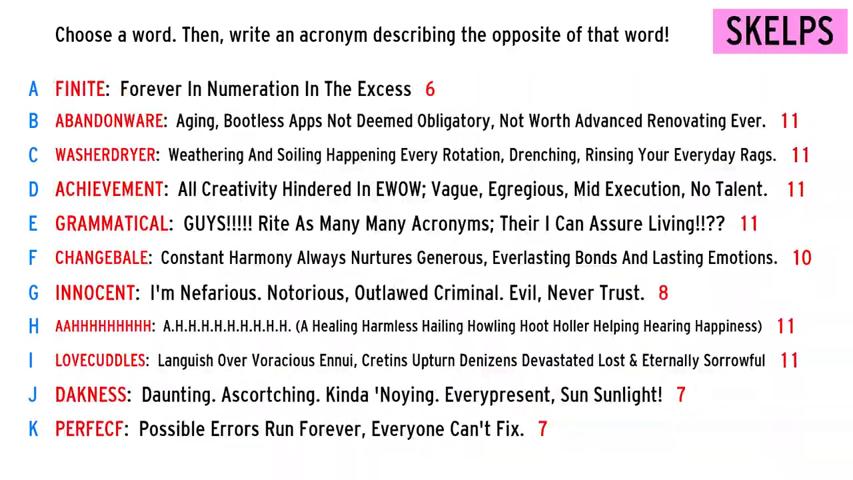 Choose a word. Then, write an acronym describing the opposite of that word!
SKELPS
A FINITE: Forever In Numeration In The Excess 6
B ABANDONWARE: Aging, Bootless Apps Not Deemed Obligatory, Not Worth Advanced Renovating Ever. 11
C WASHERDRYER: Weathering And Soiling Happening Every Rotation, Drenching, Rinsing Your Everyday Rags. 11
D ACHIEVEMENT: All Creativity Hindered In EWOW; Vague, Egregious, Mid Execution, No Talent. 11
E GRAMMATICAL: GUYS!!!!! Rite As Many Many Acronyms; Their I Can Assure Living!!?? 11
F CHANGEBALE: Constant Harmony Always Nurtures Generous, Everlasting Bonds And Lasting Emotions. 10
G INNOCENT: I'm Nefarious. Notorious, Outlawed Criminal. Evil, Never Trust. 8
H AAHHHHHHHHH: A.H.H.H.H.H.H.H.H.H. (A Healing Harmless Hailing Howling Hoot Holler Helping Hearing Happiness) 11
I LOVECUDDLES: Languish Over Voracious Ennui, Cretins Upturn Denizens Devastated Lost & Eternally Sorrowful 11
J DAKNESS: Daunting. Ascortching. Kinda 'Noying. Everypresent, Sun Sunlight! 7
K PERFECF: Possible Errors Run Forever, Everyone Can't Fix. 7